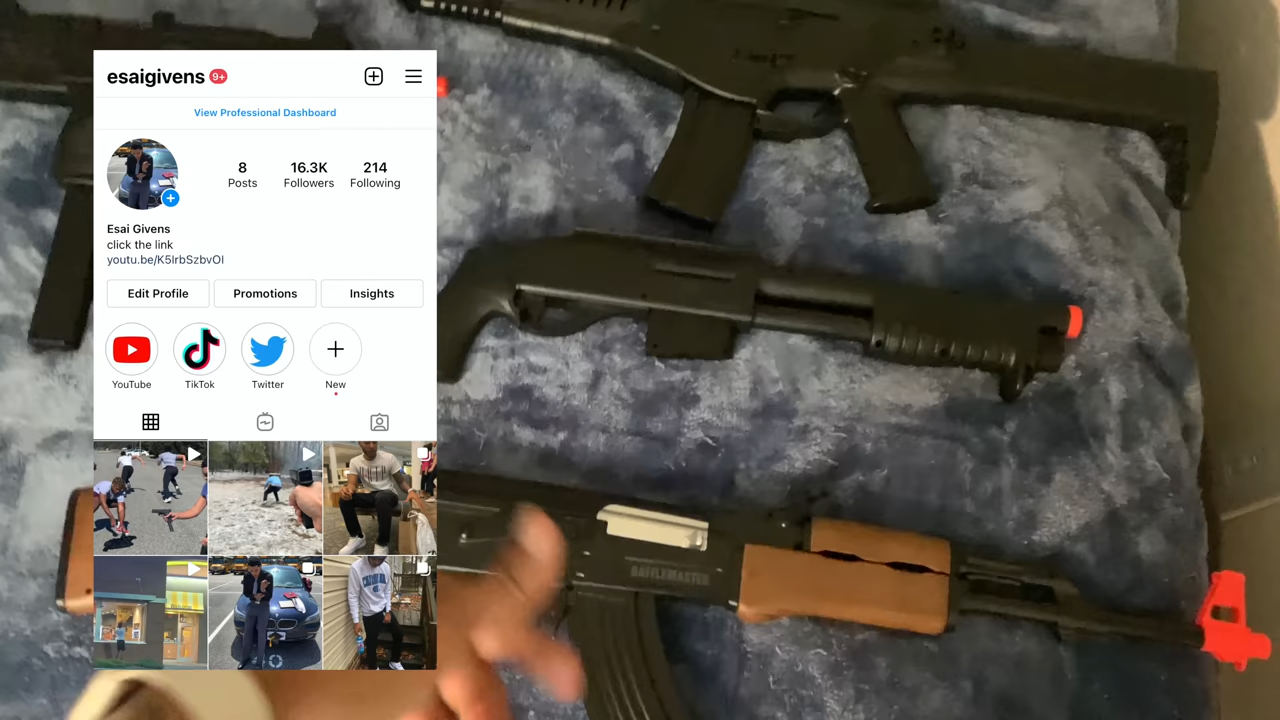 esaigivens 9+
View Professional Dashboard
8 16.3K 214
Posts Followers Following
Esai Givens
click the link
youtu.be/K5IrbSzbvOI
Edit Profile Promotions Insights
YouTube TikTok Twitter New
BATTLEMASTER